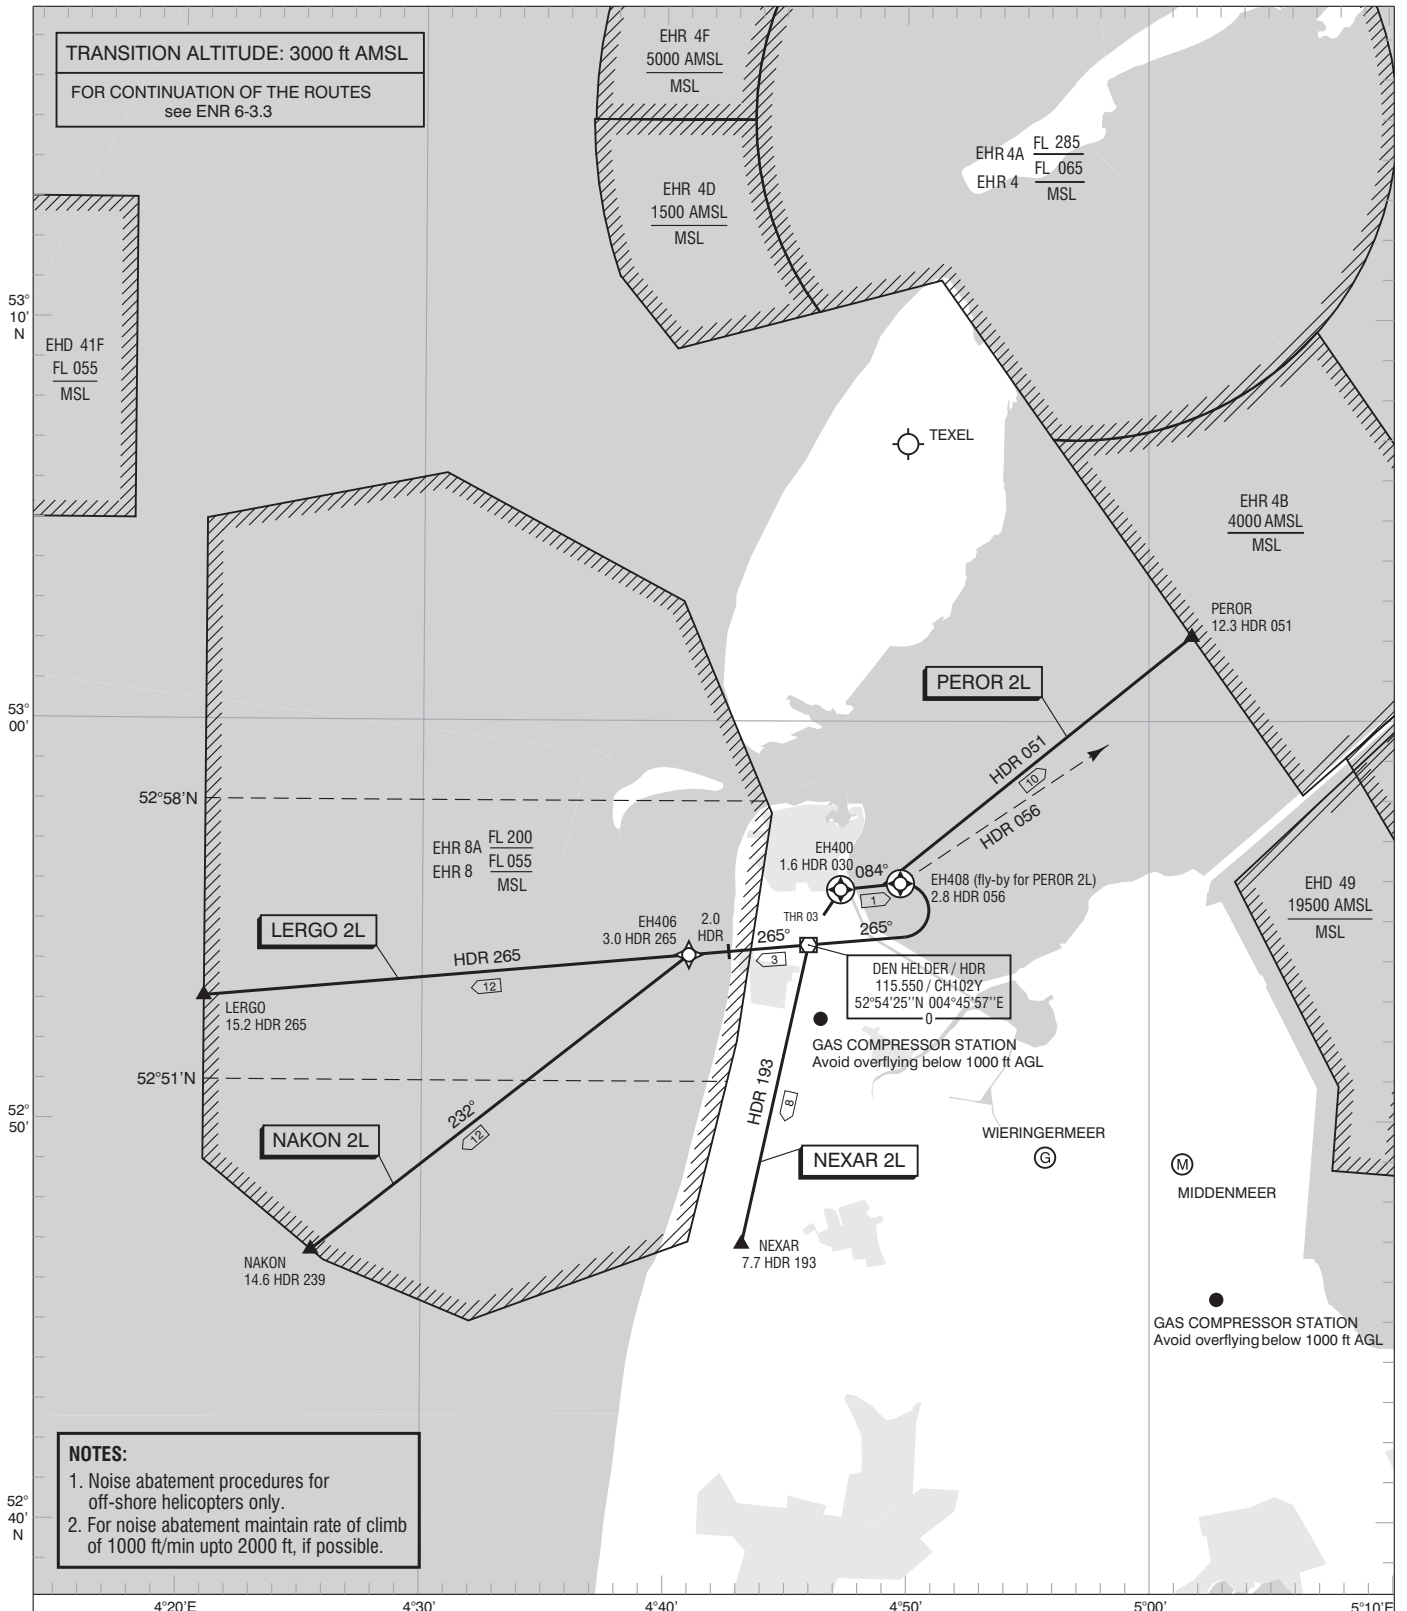 TRANSITION ALTITUDE: 3000 ft AMSL
FOR CONTINUATION OF THE ROUTES
see ENR 6-3.3
EHR 4F
5000 AMSL
MSL
EHR 4D
1500 AMSL
MSL
EHR 4A FL 285
FL 065
EHR 4
MSL
53°
10'
N
EHD 41F
FL 055
MSL
TEXEL
EHR 4B
4000 AMSL
MSL
PEROR
12.3 HDR 051
PEROR 2L
53°
00'
HDR 051
10
HDR 056
52°58'N
EHR 8A FL 200
FL 055
EHR 8
MSL
EH400
1.6 HDR 030
084°
1
EH408 (fly-by for PEROR 2L)
2.8 HDR 056
EHD 49
19500 AMSL
MSL
THR 03
LERGO 2L
EH406
3.0 HDR 265
2.0
HDR
265°
265°
3
HDR 265
12
LERGO
15.2 HDR 265
DEN HELDER / HDR
115.550 / CH102Y
52°54'25''N 004°45'57''E
0
GAS COMPRESSOR STATION
Avoid overflying below 1000 ft AGL
52°51'N
HDR 193
8
232°
12
52°
50'
NAKON 2L
NEXAR 2L
WIERINGERMEER
G
M
MIDDENMEER
NAKON
14.6 HDR 239
NEXAR
7.7 HDR 193
GAS COMPRESSOR STATION
Avoid overflying below 1000 ft AGL
NOTES:
1. Noise abatement procedures for
off-shore helicopters only.
2. For noise abatement maintain rate of climb
of 1000 ft/min upto 2000 ft, if possible.
52°
40'
N
4°20'E
4°30'
4°40'
4°50'
5°00'
5°10'E